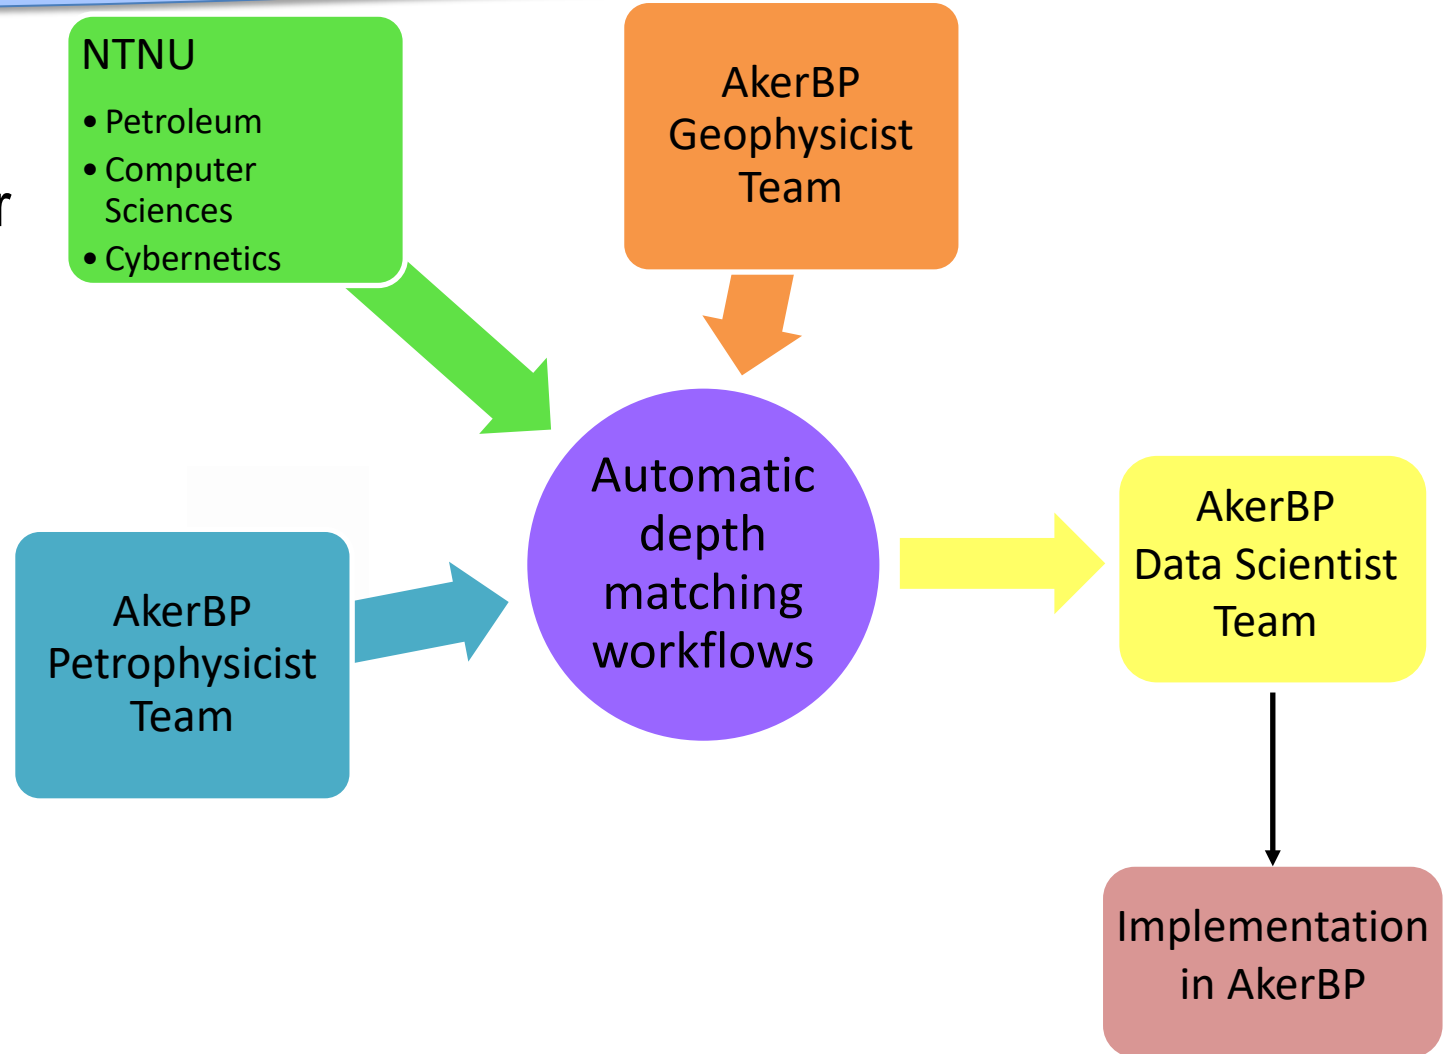 NTNU
• Petroleum
• Computer
Sciences
• Cybernetics
r
AkerBP
Geophysicist
Team
AkerBP
Petrophysicist
Team
Automatic
depth
matching
workflows
AkerBP
Data Scientist
Team
Implementation
in AkerBP